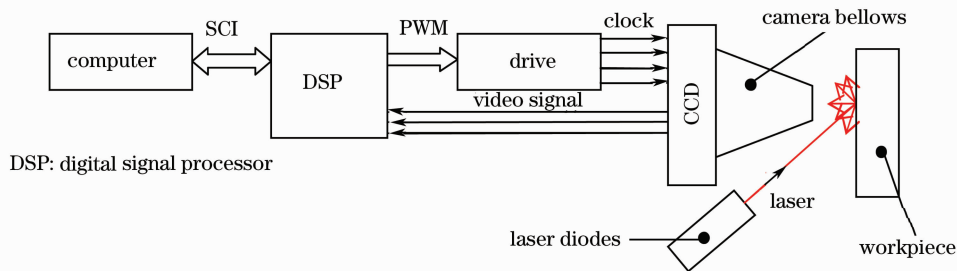 SCI
PWM
clock
camera bellows
computer
DSP
drive
CCD
video signal
DSP: digital signal processor
laser
laser diodes
workpiece